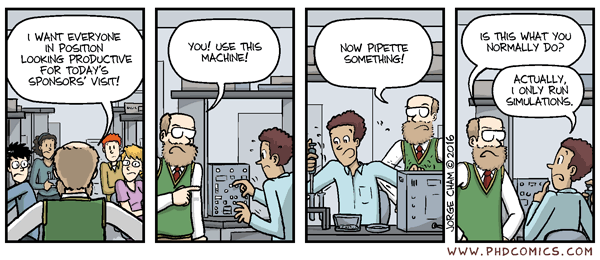 I WANT EVERYONE
IN POSITION
LOOKING PRODUCTIVE
FOR TODAY'S
SPONSORS' VISIT!
YOU! USE THIS
MACHINE!
NOW PIPETTE
SOMETHING!
IS THIS WHAT YOU
NORMALLY DO?
ACTUALLY,
I ONLY RUN
SIMULATIONS.
JORGE CHAM © 2016
WWW.PHDCOMICS.COM